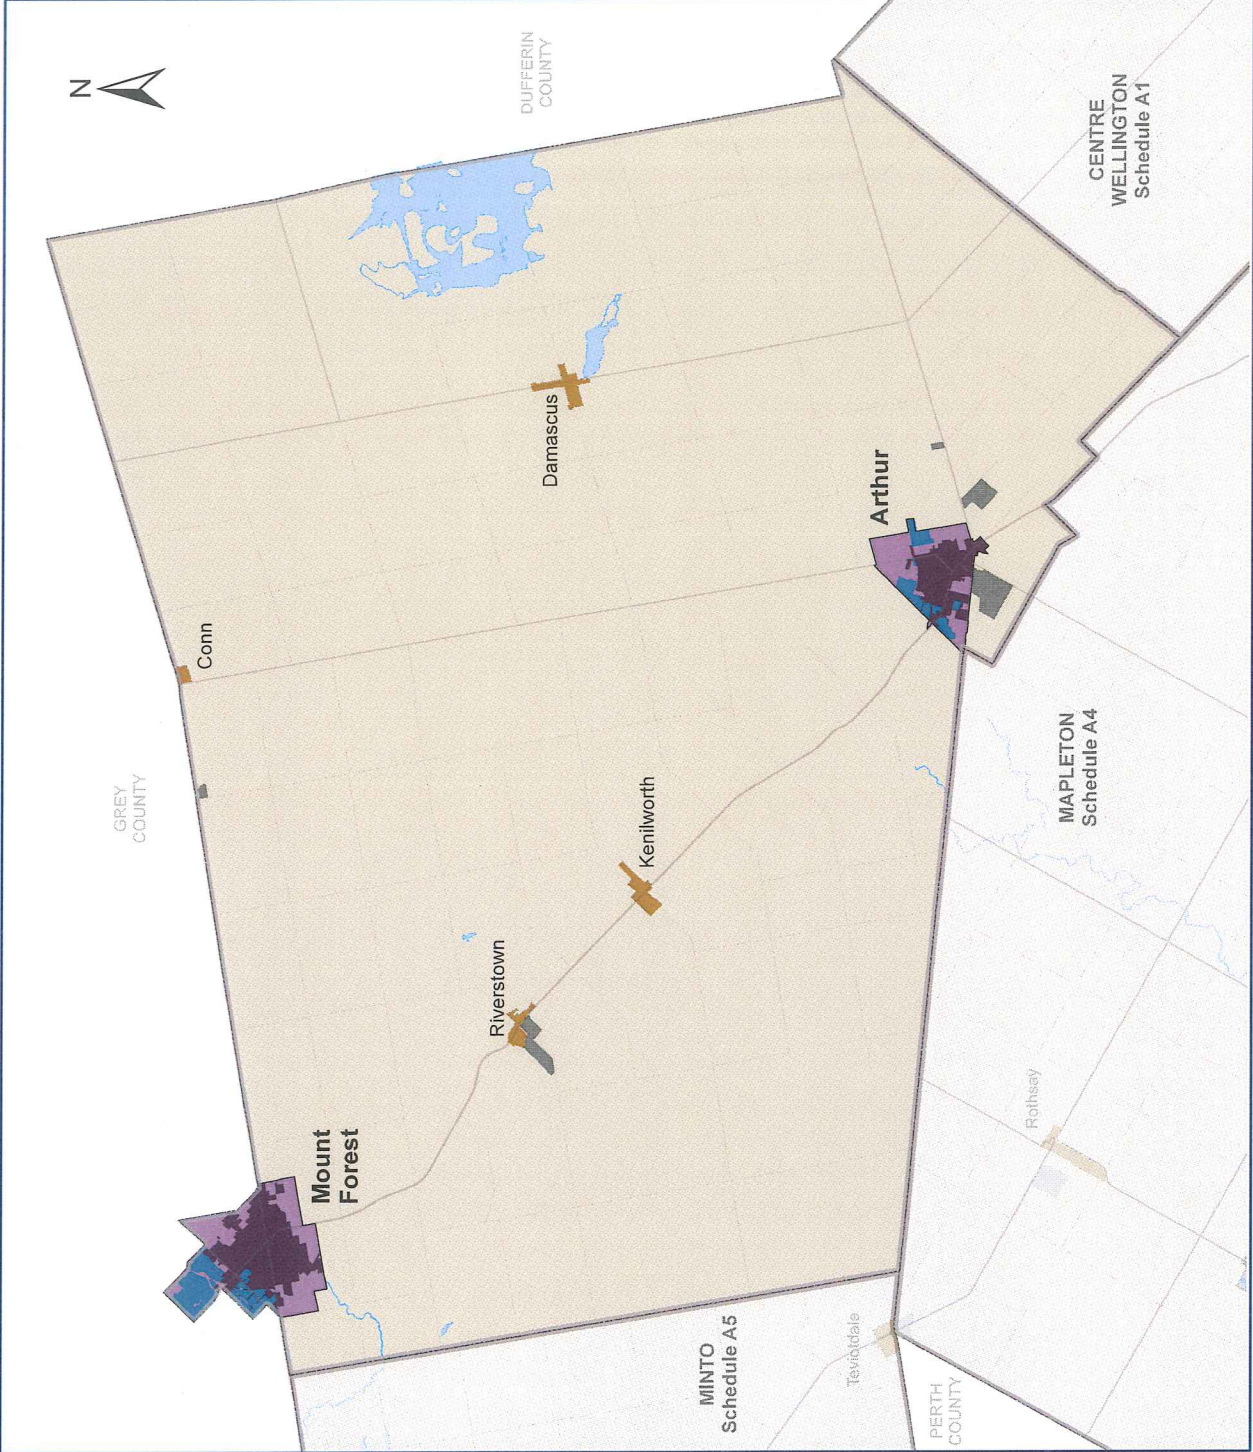 N
DUFFERIN
COUNTY
GREY
COUNTY
Conn
Damascus
Mount
Forest
Riverstown
Kenilworth
Arthur
CENTRE
WELLINGTON
Schedule A1
MINTO
Schedule A5
Teviotdale
PERTH
COUNTY
Rothsay
MAPLETON
Schedule A4